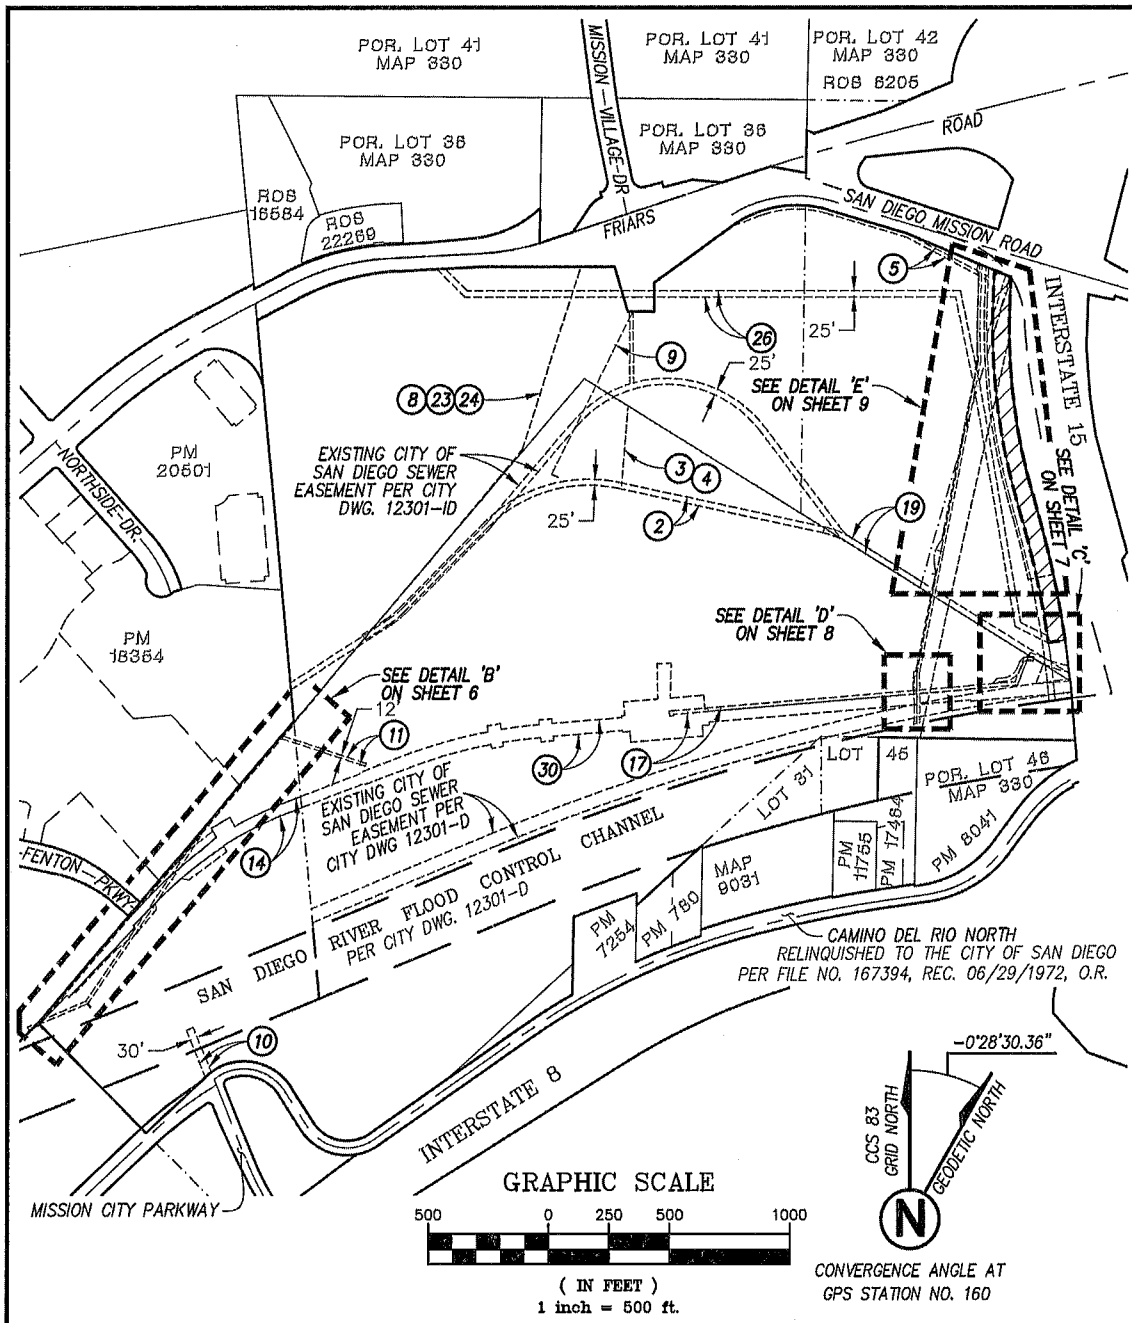 POR. LOT 41
MAP 330
MISSION VILLAGE DR
POR. LOT 41
MAP 330
POR. LOT 42
MAP 330
ROS 6205
POR. LOT 36
MAP 330
POR. LOT 36
MAP 330
ROAD
ROS
22269
FRIARS
SAN DIEGO MISSION ROAD
5
INTERSTATE 15
26
25'
9
25'
SEE DETAIL 'E'
ON SHEET 9
8 23 24
PM
20501
NORTHSIDE DR
EXISTING CITY OF
SAN DIEGO SEWER
EASEMENT PER CITY
DWG. 12301-ID
3 4
25'
2
19
SEE DETAIL 'C'
ON SHEET 7
SEE DETAIL 'D'
ON SHEET 8
PM
18354
SEE DETAIL 'B'
ON SHEET 6
12'
11
30
17
LOT 45
LOT 31
POR. LOT 46
MAP 330
EXISTING CITY OF
SAN DIEGO SEWER
EASEMENT PER
CITY DWG 12301-D
14
FENTON PKWY
SAN DIEGO RIVER FLOOD CONTROL CHANNEL
PER CITY DWG. 12301-D
PM
11755
PM 17464
PM 8041
MAP
9031
PM 780
PM
7254
CAMINO DEL RIO NORTH
RELINQUISHED TO THE CITY OF SAN DIEGO
PER FILE NO. 167394, REC. 06/29/1972, O.R.
30'
10
INTERSTATE 8
MISSION CITY PARKWAY
-0°28'30.36"
CCS 83
GRID NORTH
GEODETIC NORTH
N
CONVERGENCE ANGLE AT
GPS STATION NO. 160
GRAPHIC SCALE
500 0 250 500 1000
( IN FEET )
1 inch = 500 ft.